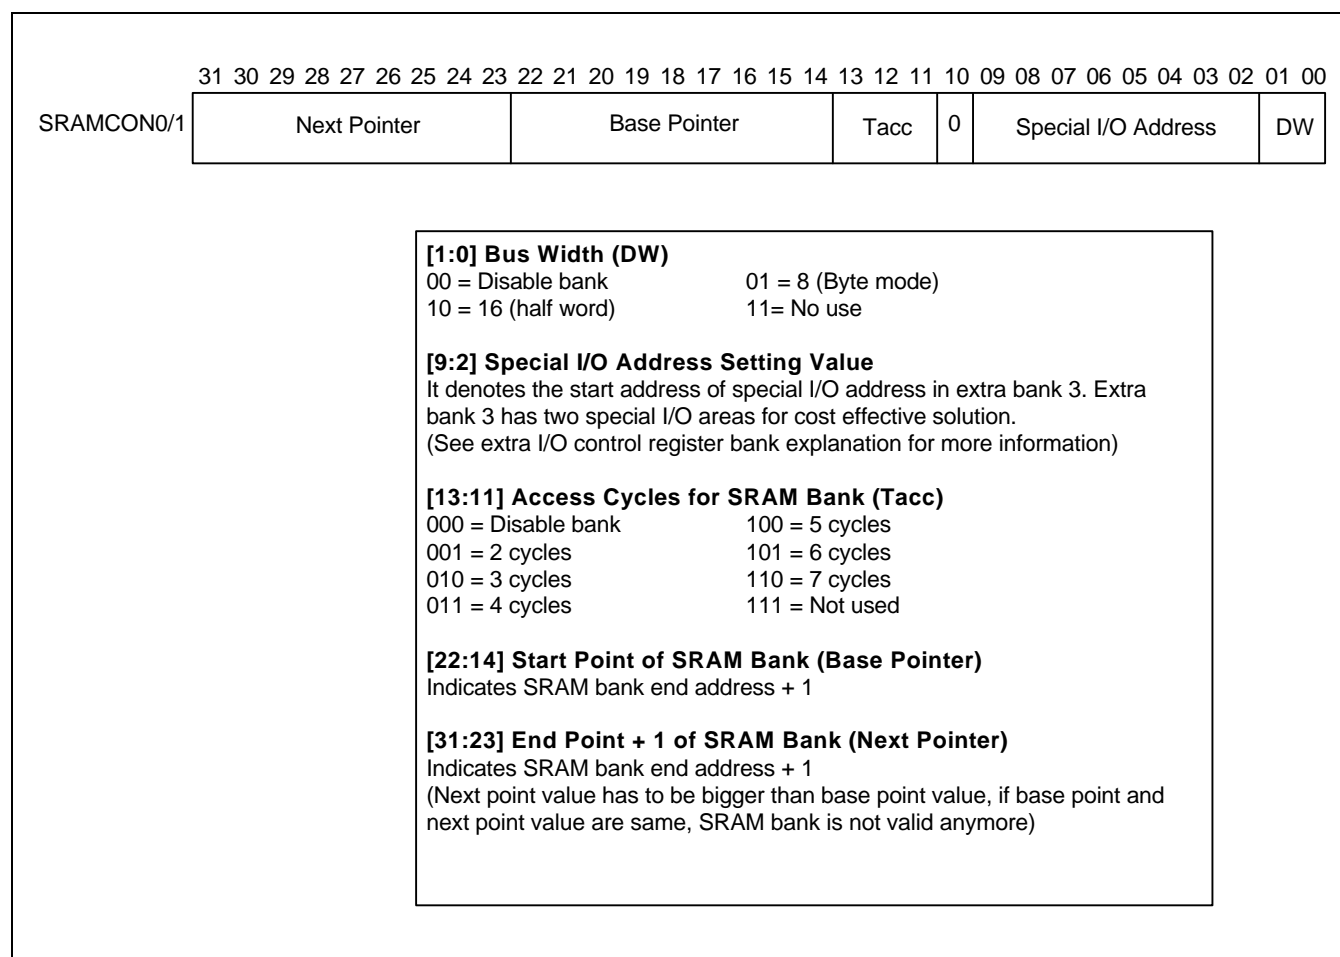 31 30 29 28 27 26 25 24 23 22 21 20 19 18 17 16 15 14 13 12 11 10 09 08 07 06 05 04 03 02 01 00
SRAMCON0/1 Next Pointer Base Pointer Tacc 0 Special I/O Address DW
[1:0] Bus Width (DW)
00 = Disable bank 01 = 8 (Byte mode)
10 = 16 (half word) 11= No use
[9:2] Special I/O Address Setting Value
It denotes the start address of special I/O address in extra bank 3. Extra
bank 3 has two special I/O areas for cost effective solution.
(See extra I/O control register bank explanation for more information)
[13:11] Access Cycles for SRAM Bank (Tacc)
000 = Disable bank 100 = 5 cycles
001 = 2 cycles 101 = 6 cycles
010 = 3 cycles 110 = 7 cycles
011 = 4 cycles 111 = Not used
[22:14] Start Point of SRAM Bank (Base Pointer)
Indicates SRAM bank end address + 1
[31:23] End Point + 1 of SRAM Bank (Next Pointer)
Indicates SRAM bank end address + 1
(Next point value has to be bigger than base point value, if base point and
next point value are same, SRAM bank is not valid anymore)